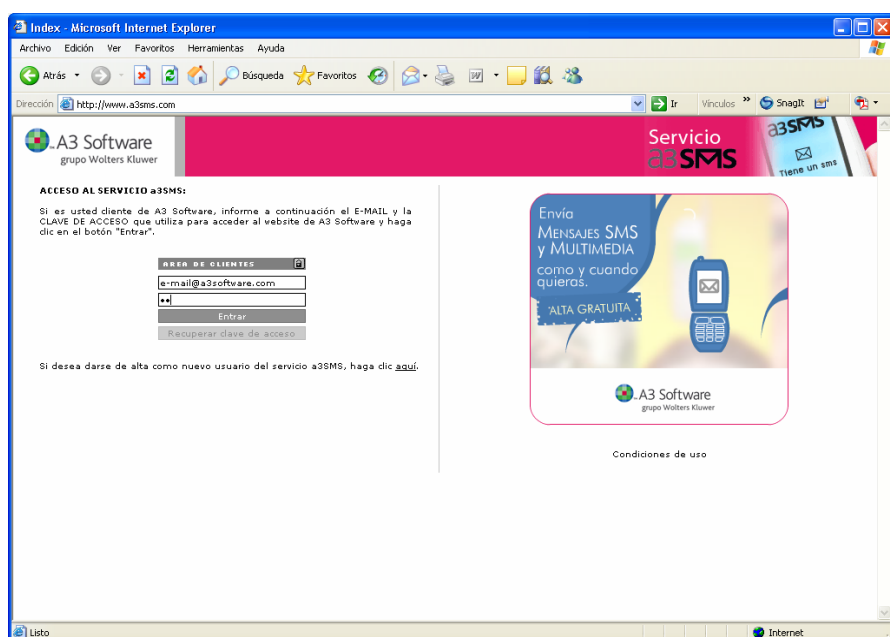 Index - Microsoft Internet Explorer
Archivo Edición Ver Favoritos Herramientas Ayuda
Atrás Búsqueda Favoritos
Dirección http://www.a3sms.com Ir Vínculos » SnagIt
A3 Software
grupo Wolters Kluwer
Servicio
a3SMS
a3SMS
Tiene un sms
ACCESO AL SERVICIO a3SMS:
Si es usted cliente de A3 Software, informe a continuación el E-MAIL y la
CLAVE DE ACCESO que utiliza para acceder al website de A3 Software y haga
clic en el botón "Entrar".
AREA DE CLIENTES
e-mail@a3software.com
••
Entrar
Recuperar clave de acceso
Si desea darse de alta como nuevo usuario del servicio a3SMS, haga clic aquí.
Envía
MENSAJES SMS
y MULTIMEDIA
como y cuando
quieras.
ALTA GRATUITA
A3 Software
grupo Wolters Kluwer
Condiciones de uso
Listo
Internet